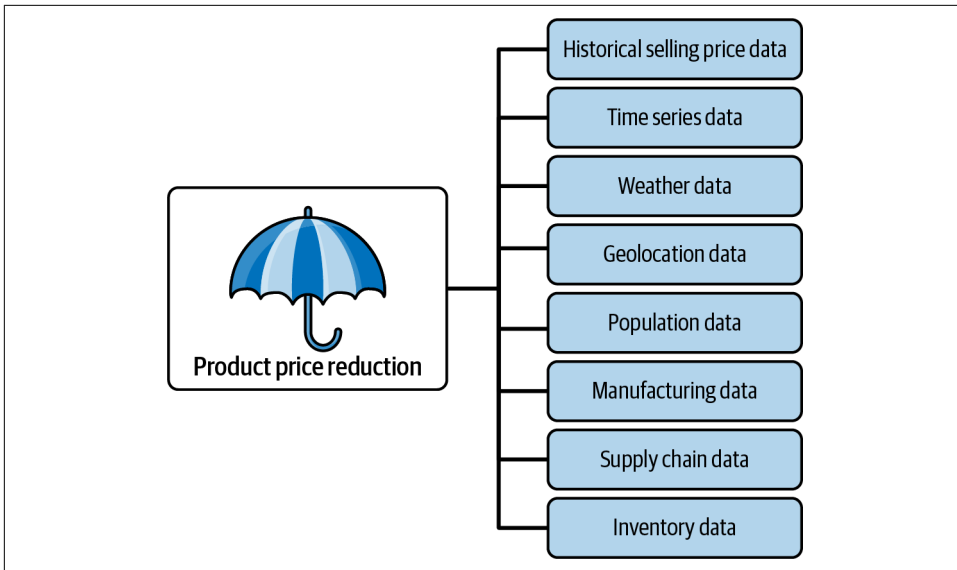 Historical selling price data
Time series data
Weather data
Geolocation data
Population data
Product price reduction
Manufacturing data
Supply chain data
Inventory data